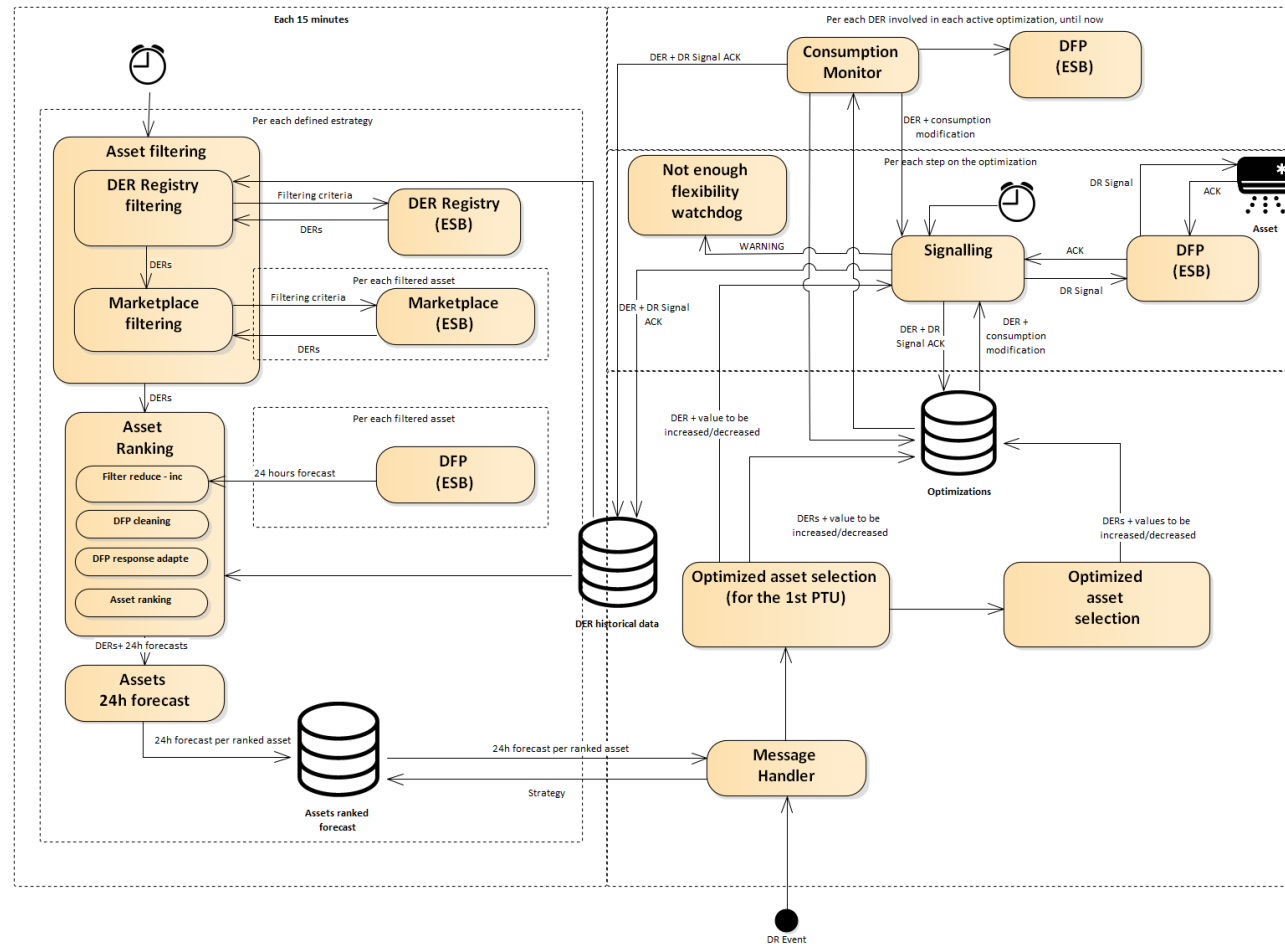 Each 15 minutes
Per each defined estrategy
Asset filtering
DER Registry
filtering
Filtering criteria
DER Registry
(ESB)
DERs
DERs
Per each filtered asset
Marketplace
filtering
Filtering criteria
Marketplace
(ESB)
DERs
DERs
Asset
Ranking
Filter reduce - inc
DFP cleaning
DFP response adapte
Asset ranking
Per each filtered asset
24 hours forecast
DFP
(ESB)
DERs+ 24h forecasts
Assets
24h forecast
24h forecast per ranked asset
Assets ranked
forecast
DER historical data
Per each DER involved in each active optimization, until now
DER + DR Signal ACK
Consumption
Monitor
DFP
(ESB)
DER + consumption
modification
Per each step on the optimization
Not enough
flexibility
watchdog
WARNING
Signalling
DR Signal
ACK
Asset
ACK
DR Signal
DFP
(ESB)
DER + DR Signal
ACK
DER + DR
Signal ACK
DER +
consumption
modification
Optimizations
DER + value to be
increased/decreased
DERs + value to be
increased/decreased
DERs + values to be
increased/decreased
Optimized asset selection
(for the 1st PTU)
Optimized
asset
selection
24h forecast per ranked asset
Strategy
Message
Handler
DR Event